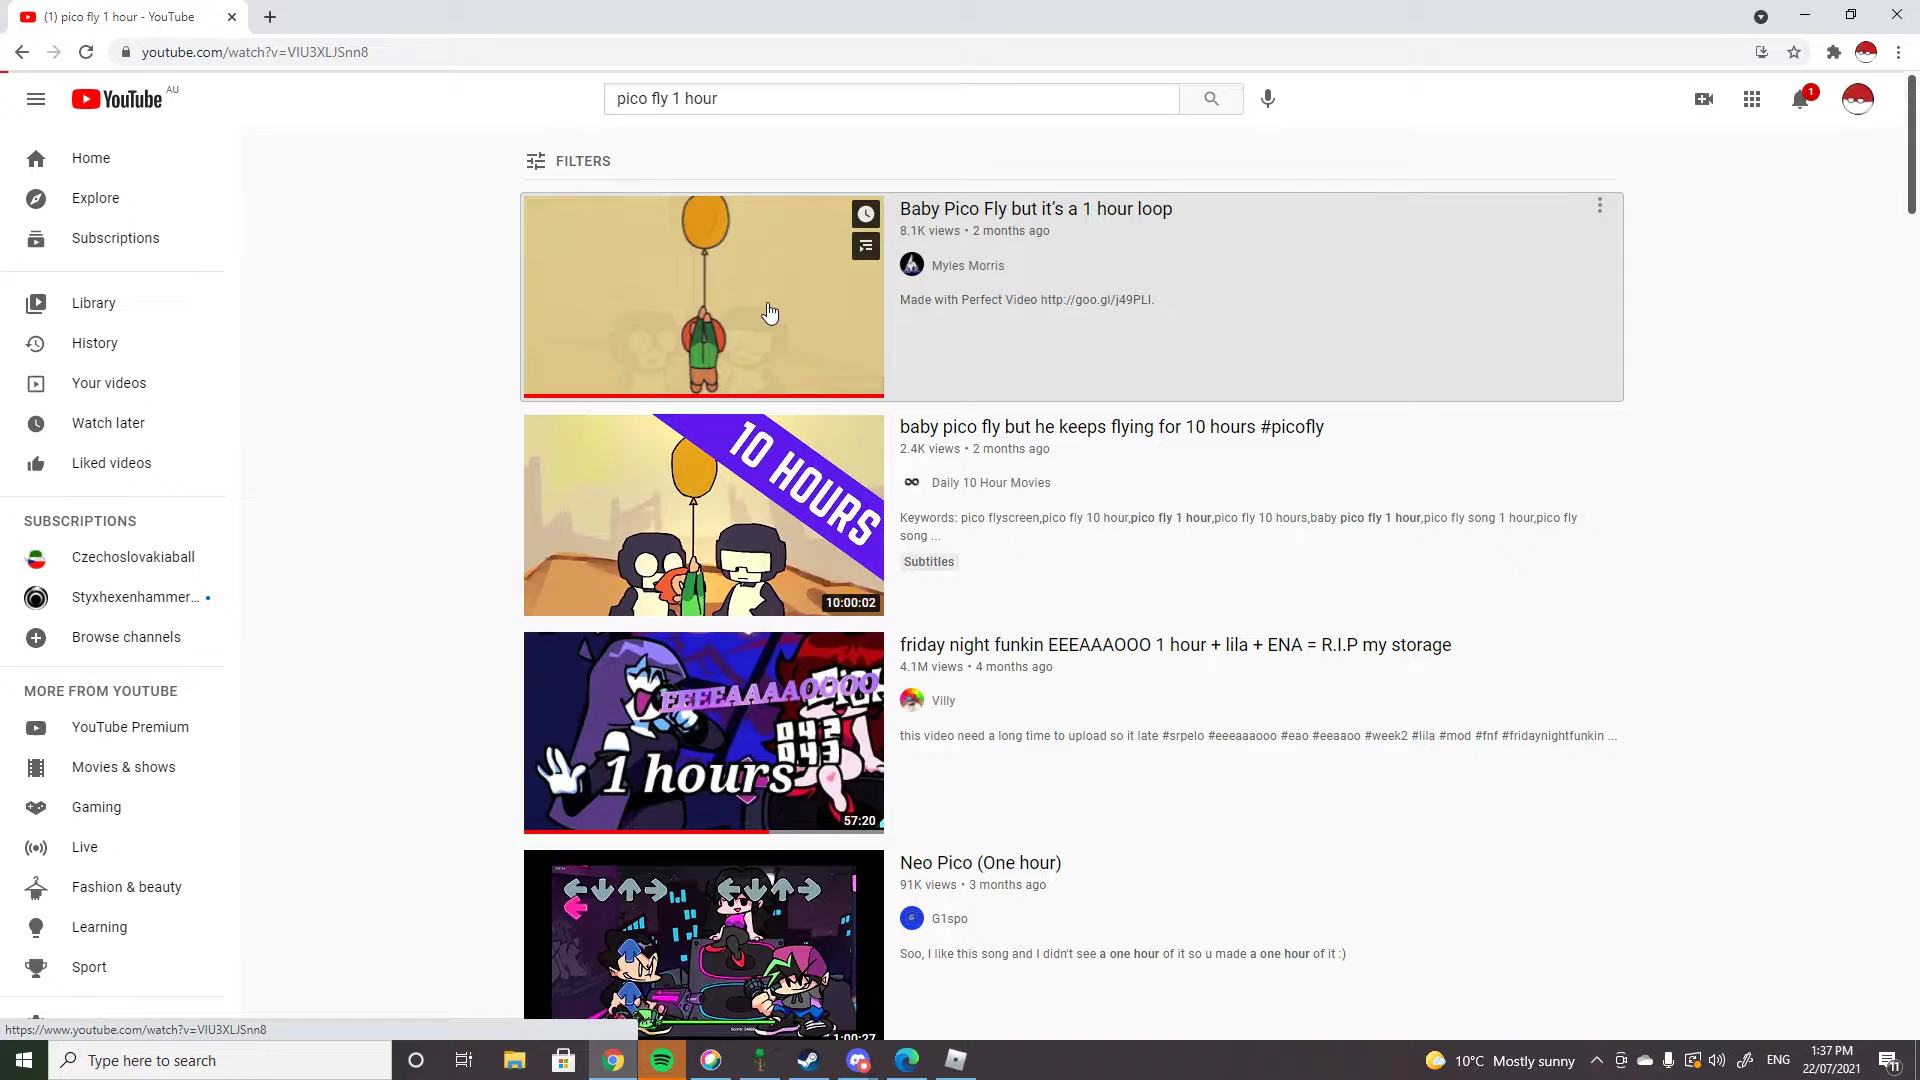 (1) pico fly 1 hour - YouTube
youtube.com/watch?v=VIU3XLJSnn8
YouTube AU
pico fly 1 hour
1
Home
Explore
Subscriptions
Library
History
Your videos
Watch later
Liked videos
SUBSCRIPTIONS
Czechoslovakiaball
Styxhexenhammer...
Browse channels
MORE FROM YOUTUBE
YouTube Premium
Movies & shows
Gaming
Live
Fashion & beauty
Learning
Sport
FILTERS
Baby Pico Fly but it’s a 1 hour loop
8.1K views • 2 months ago
Myles Morris
Made with Perfect Video http://goo.gl/j49PLI.
10 HOURS
10:00:02
baby pico fly but he keeps flying for 10 hours #picofly
2.4K views • 2 months ago
Daily 10 Hour Movies
Keywords: pico flyscreen,pico fly 10 hour,pico fly 1 hour,pico fly 10 hours,baby pico fly 1 hour,pico fly song 1 hour,pico fly
song ...
Subtitles
EEEEAAAAOOOO
1 hours
57:20
friday night funkin EEEAAAOOO 1 hour + lila + ENA = R.I.P my storage
4.1M views • 4 months ago
Villy
this video need a long time to upload so it late #srpelo #eeeaaaooo #eao #eeaaoo #week2 #lila #mod #fnf #fridaynightfunkin ...
1:00:27
Neo Pico (One hour)
91K views • 3 months ago
G1spo
Soo, I like this song and I didn't see a one hour of it so u made a one hour of it :)
https://www.youtube.com/watch?v=VIU3XLJSnn8
Type here to search
10°C Mostly sunny
ENG
1:37 PM
22/07/2021
11